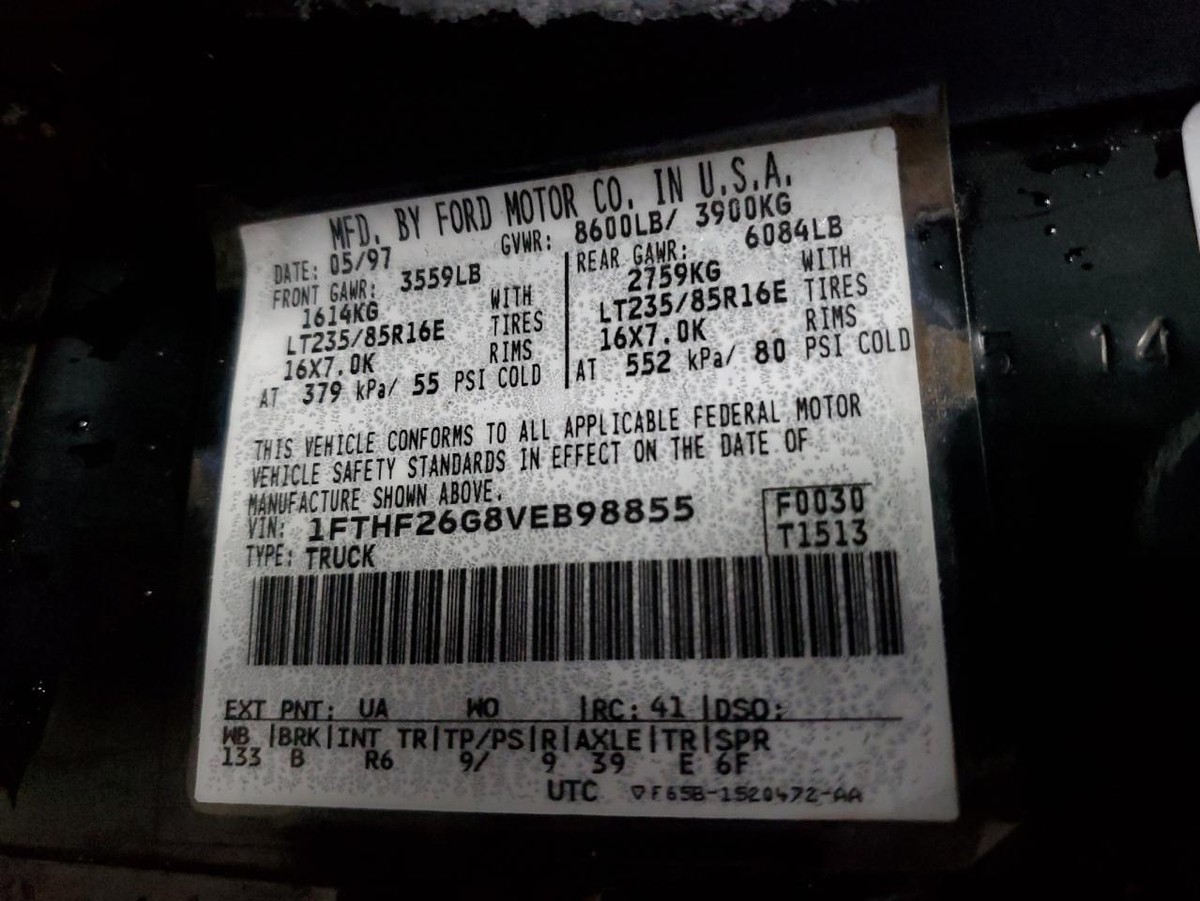 MFD. BY FORD MOTOR CO. IN U.S.A.
DATE: 05/97 GVWR: 8600LB/ 3900KG
FRONT GAWR: 3559LB
1614KG WITH
LT235/85R16E TIRES
16X7.0K RIMS
AT 379 kPa/ 55 PSI COLD
REAR GAWR: 6084LB
2759KG WITH
LT235/85R16E TIRES
16X7.0K RIMS
AT 552 kPa/ 80 PSI COLD
THIS VEHICLE CONFORMS TO ALL APPLICABLE FEDERAL MOTOR
VEHICLE SAFETY STANDARDS IN EFFECT ON THE DATE OF
MANUFACTURE SHOWN ABOVE.
VIN: 1FTHF26G8VEB98855
TYPE: TRUCK
F0030
T1513
EXT PNT: UA WO |RC: 41 |DSO:
WB |BRK|INT TR|TP/PS|R|AXLE|TR|SPR
133 B R6 9/ 9 39 E 6F
UTC ▽F65B-1520472-AA
14